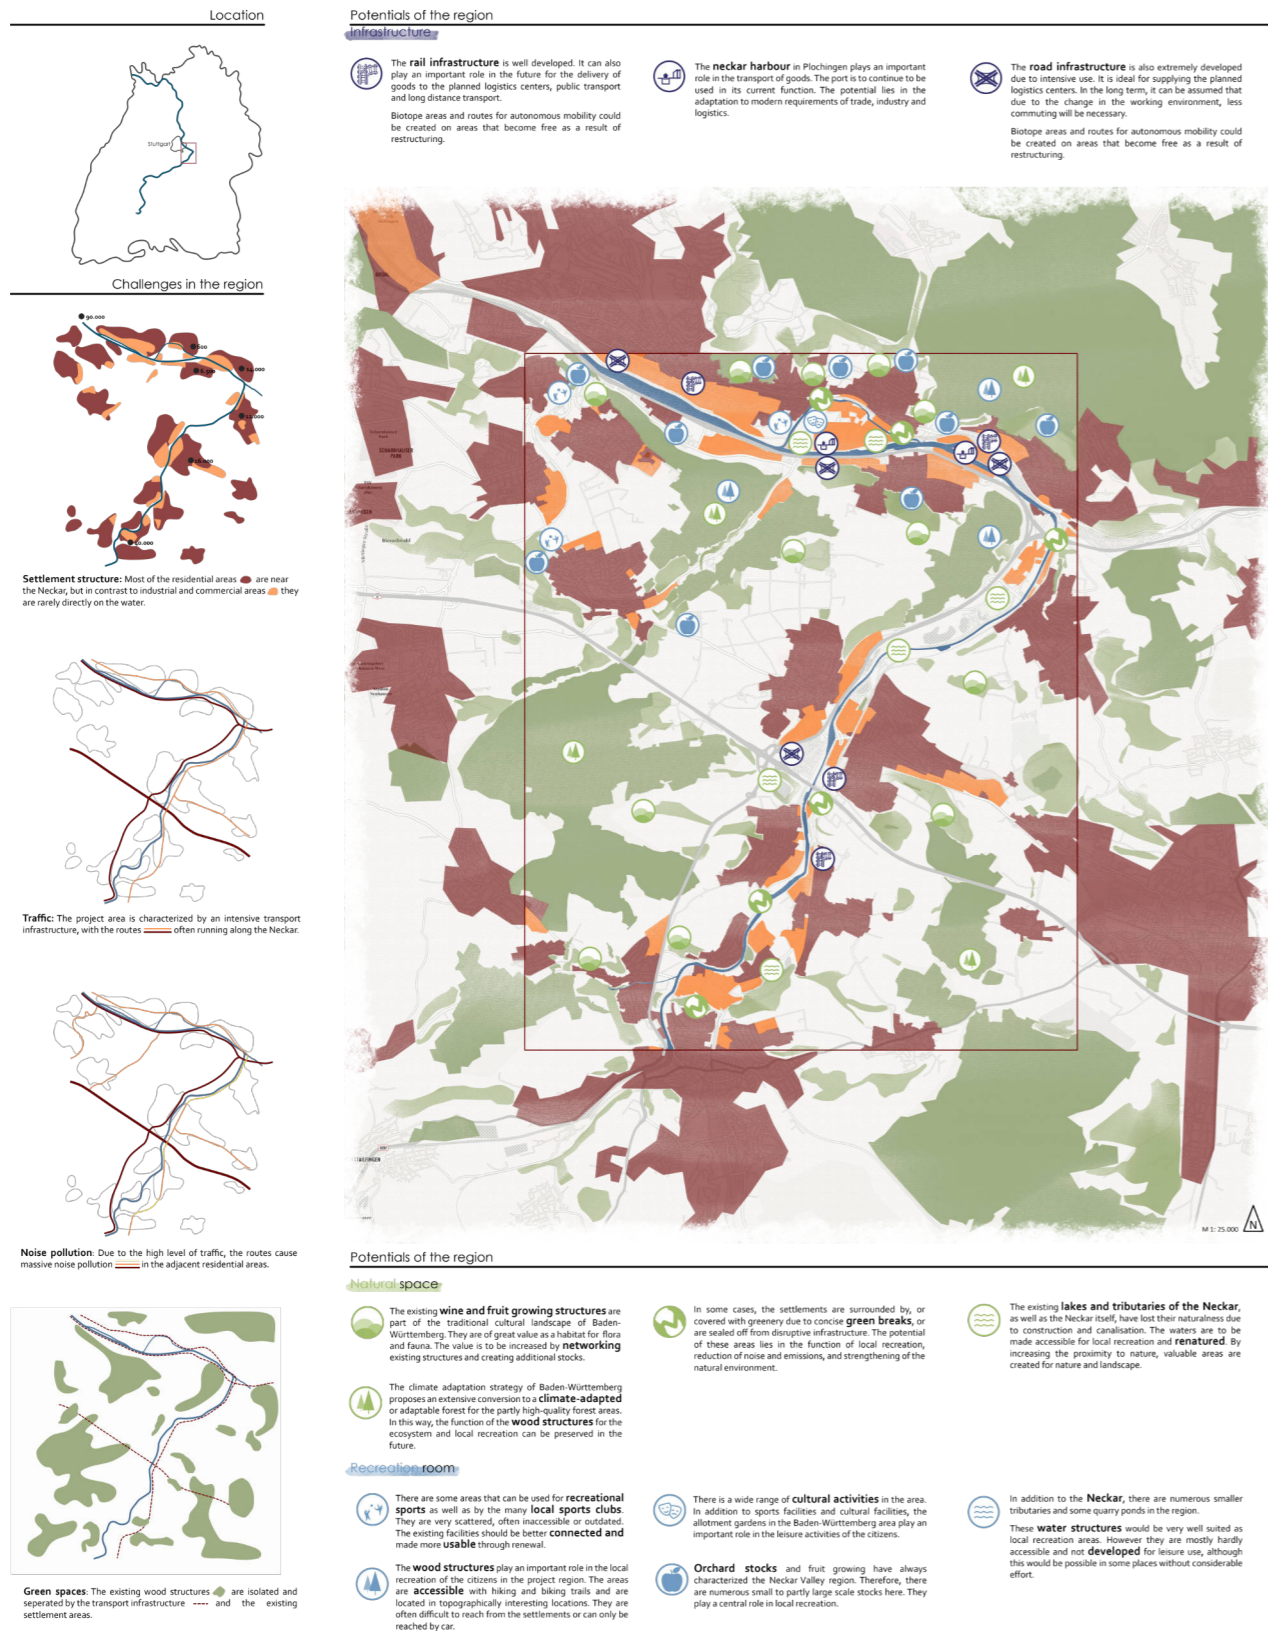 Location
Stuttgart
Challenges in the region
90.000
600
6.500
14.000
12.000
60.000
Settlement structure: Most of the residential areas are near
the Neckar, but in contrast to industrial and commercial areas they
are rarely directly on the water.
Traffic: The project area is characterized by an intensive transport
infrastructure, with the routes often running along the Neckar.
Noise pollution: Due to the high level of traffic, the routes cause
massive noise pollution in the adjacent residential areas.
Green spaces: The existing wood structures are isolated and
seperated by the transport infrastructure and the existing
settlement areas.
Potentials of the region
Infrastructure
The rail infrastructure is well developed. It can also
play an important role in the future for the delivery of
goods to the planned logistics centers, public transport
and long distance transport.
Biotope areas and routes for autonomous mobility could
be created on areas that become free as a result of
restructuring.
The neckar harbour in Plochingen plays an important
role in the transport of goods. The port is to continue to be
used in its current function. The potential lies in the
adaptation to modern requirements of trade, industry and
logistics.
The road infrastructure is also extremely developed
due to intensive use. It is ideal for supplying the planned
logistics centers. In the long term, it can be assumed that
due to the change in the working environment, less
commuting will be necessary.
Biotope areas and routes for autonomous mobility could
be created on areas that become free as a result of
restructuring.
SCHARNHAUSER
PARK
M 1: 25.000
N
Potentials of the region
Natural space
The existing wine and fruit growing structures are
part of the traditional cultural landscape of Baden-
Württemberg. They are of great value as a habitat for flora
and fauna. The value is to be increased by networking
existing structures and creating additional stocks.
The climate adaptation strategy of Baden-Württemberg
proposes an extensive conversion to a climate-adapted
or adaptable forest for the partly high-quality forest areas.
In this way, the function of the wood structures for the
ecosystem and local recreation can be preserved in the
future.
In some cases, the settlements are surrounded by, or
covered with greenery due to concise green breaks, or
are sealed off from disruptive infrastructure. The potential
of these areas lies in the function of local recreation,
reduction of noise and emissions, and strengthening of the
natural environment.
The existing lakes and tributaries of the Neckar,
as well as the Neckar itself, have lost their naturalness due
to construction and canalisation. The waters are to be
made accessible for local recreation and renatured. By
increasing the proximity to nature, valuable areas are
created for nature and landscape.
Recreation room
There are some areas that can be used for recreational
sports as well as by the many local sports clubs.
They are very scattered, often inaccessible or outdated.
The existing facilities should be better connected and
made more usable through renewal.
The wood structures play an important role in the local
recreation of the citizens in the project region. The areas
are accessible with hiking and biking trails and are
located in topographically interesting locations. They are
often difficult to reach from the settlements or can only be
reached by car.
There is a wide range of cultural activities in the area.
In addition to sports facilities and cultural facilities, the
allotment gardens in the Baden-Württemberg area play an
important role in the leisure activities of the citizens.
Orchard stocks and fruit growing have always
characterized the Neckar Valley region. Therefore, there
are numerous small to partly large scale stocks here. They
play a central role in local recreation.
In addition to the Neckar, there are numerous smaller
tributaries and some quarry ponds in the region.
These water structures would be very well suited as
local recreation areas. However they are mostly hardly
accessible and not developed for leisure use, although
this would be possible in some places without considerable
effort.